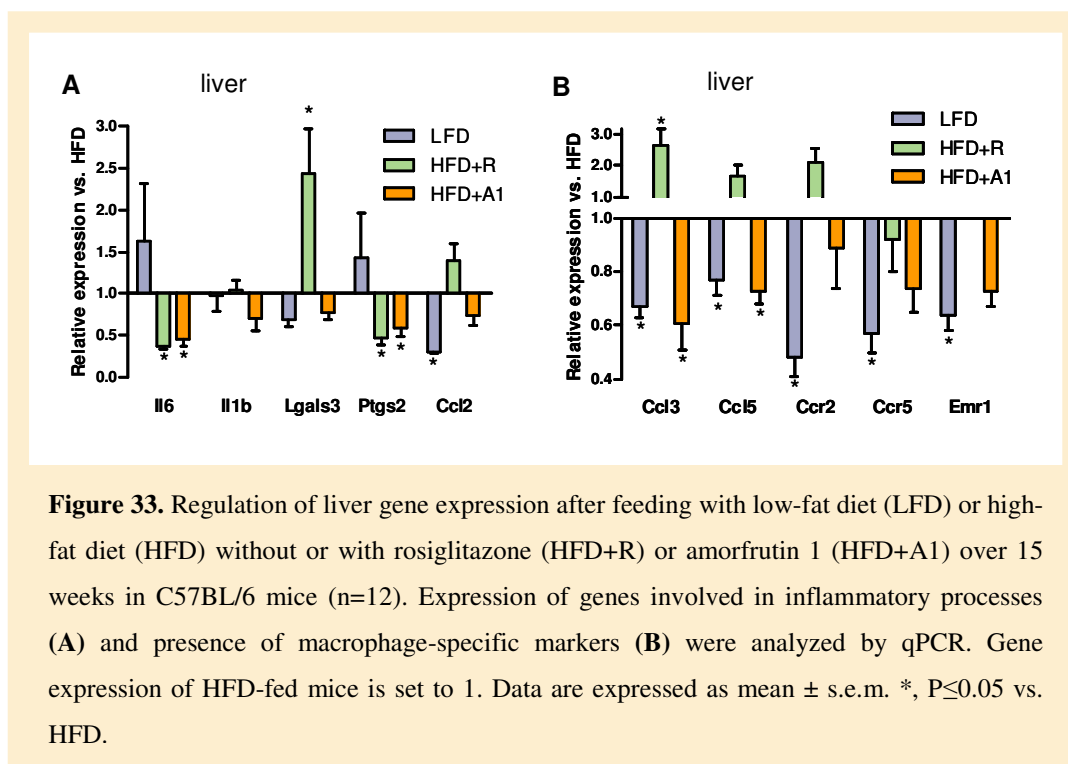 A
liver
Relative expression vs. HFD
3.0
2.5
2.0
1.5
1.0
0.5
0.0
*
LFD
HFD+R
HFD+A1
* *
* *
*
Il6 Il1b Lgals3 Ptgs2 Ccl2
B
liver
Relative expression vs. HFD
3.0
2.0
1.0
1.0
0.8
0.6
0.4
*
LFD
HFD+R
HFD+A1
* *
* *
*
*
*
Ccl3 Ccl5 Ccr2 Ccr5 Emr1
Figure 33. Regulation of liver gene expression after feeding with low-fat diet (LFD) or high-
fat diet (HFD) without or with rosiglitazone (HFD+R) or amorfrutin 1 (HFD+A1) over 15
weeks in C57BL/6 mice (n=12). Expression of genes involved in inflammatory processes
(A) and presence of macrophage-specific markers (B) were analyzed by qPCR. Gene
expression of HFD-fed mice is set to 1. Data are expressed as mean ± s.e.m. *, P≤0.05 vs.
HFD.